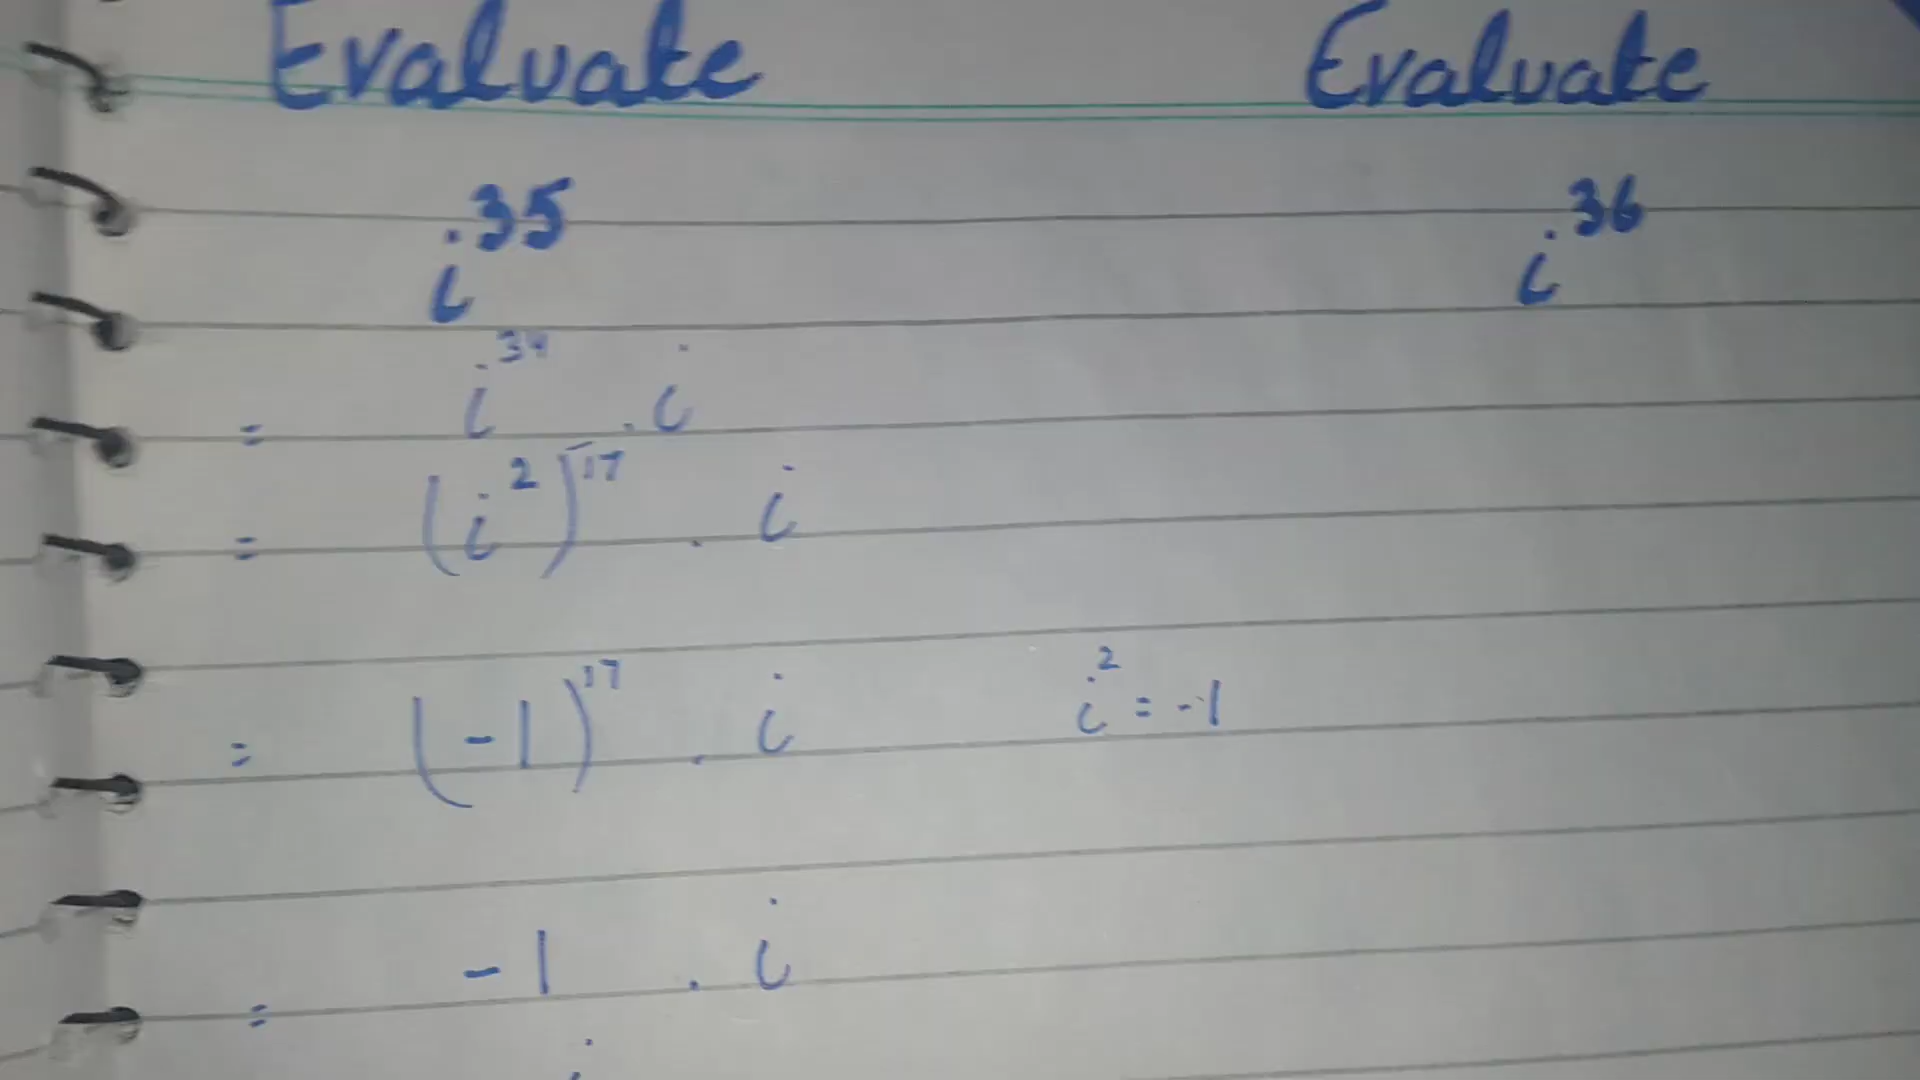 Evaluate Evaluate
i^35 i^36
= i^34 . i
= (i^2)^17 . i
= (-1)^17 . i i^2 = -1
= -1 . i
i